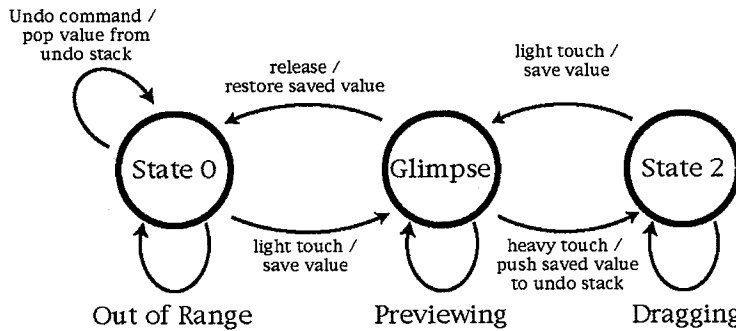 Undo command /
pop value from
undo stack
release /
restore saved value
light touch /
save value
State 0
Glimpse
State 2
light touch /
save value
heavy touch /
push saved value
to undo stack
Out of Range
Previewing
Dragging